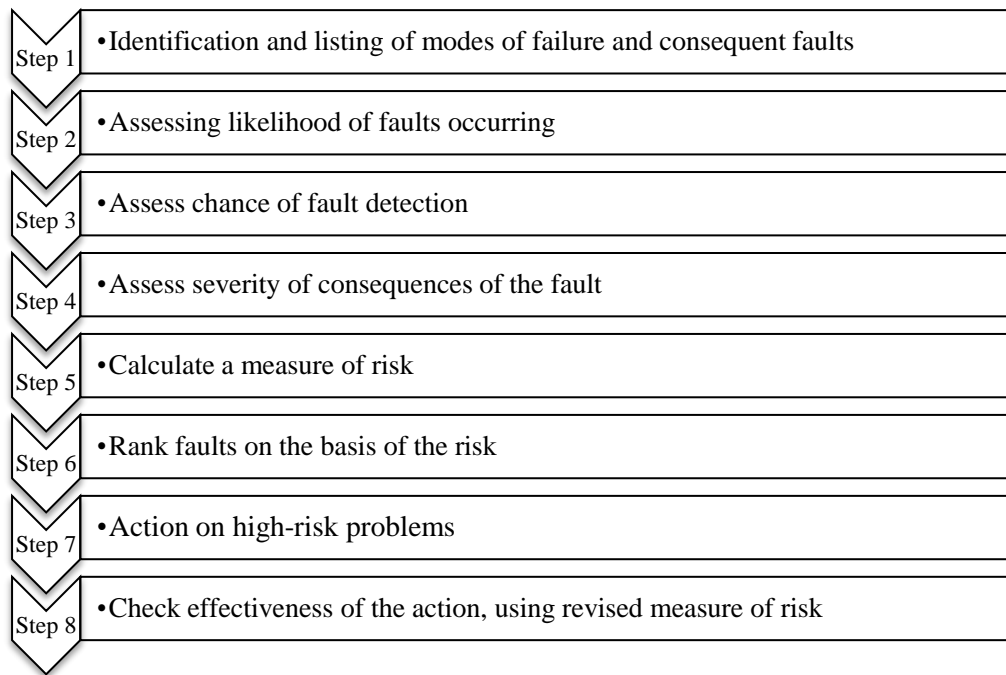 Step 1
•Identification and listing of modes of failure and consequent faults
Step 2
•Assessing likelihood of faults occurring
Step 3
•Assess chance of fault detection
Step 4
•Assess severity of consequences of the fault
Step 5
•Calculate a measure of risk
Step 6
•Rank faults on the basis of the risk
Step 7
•Action on high-risk problems
Step 8
•Check effectiveness of the action, using revised measure of risk